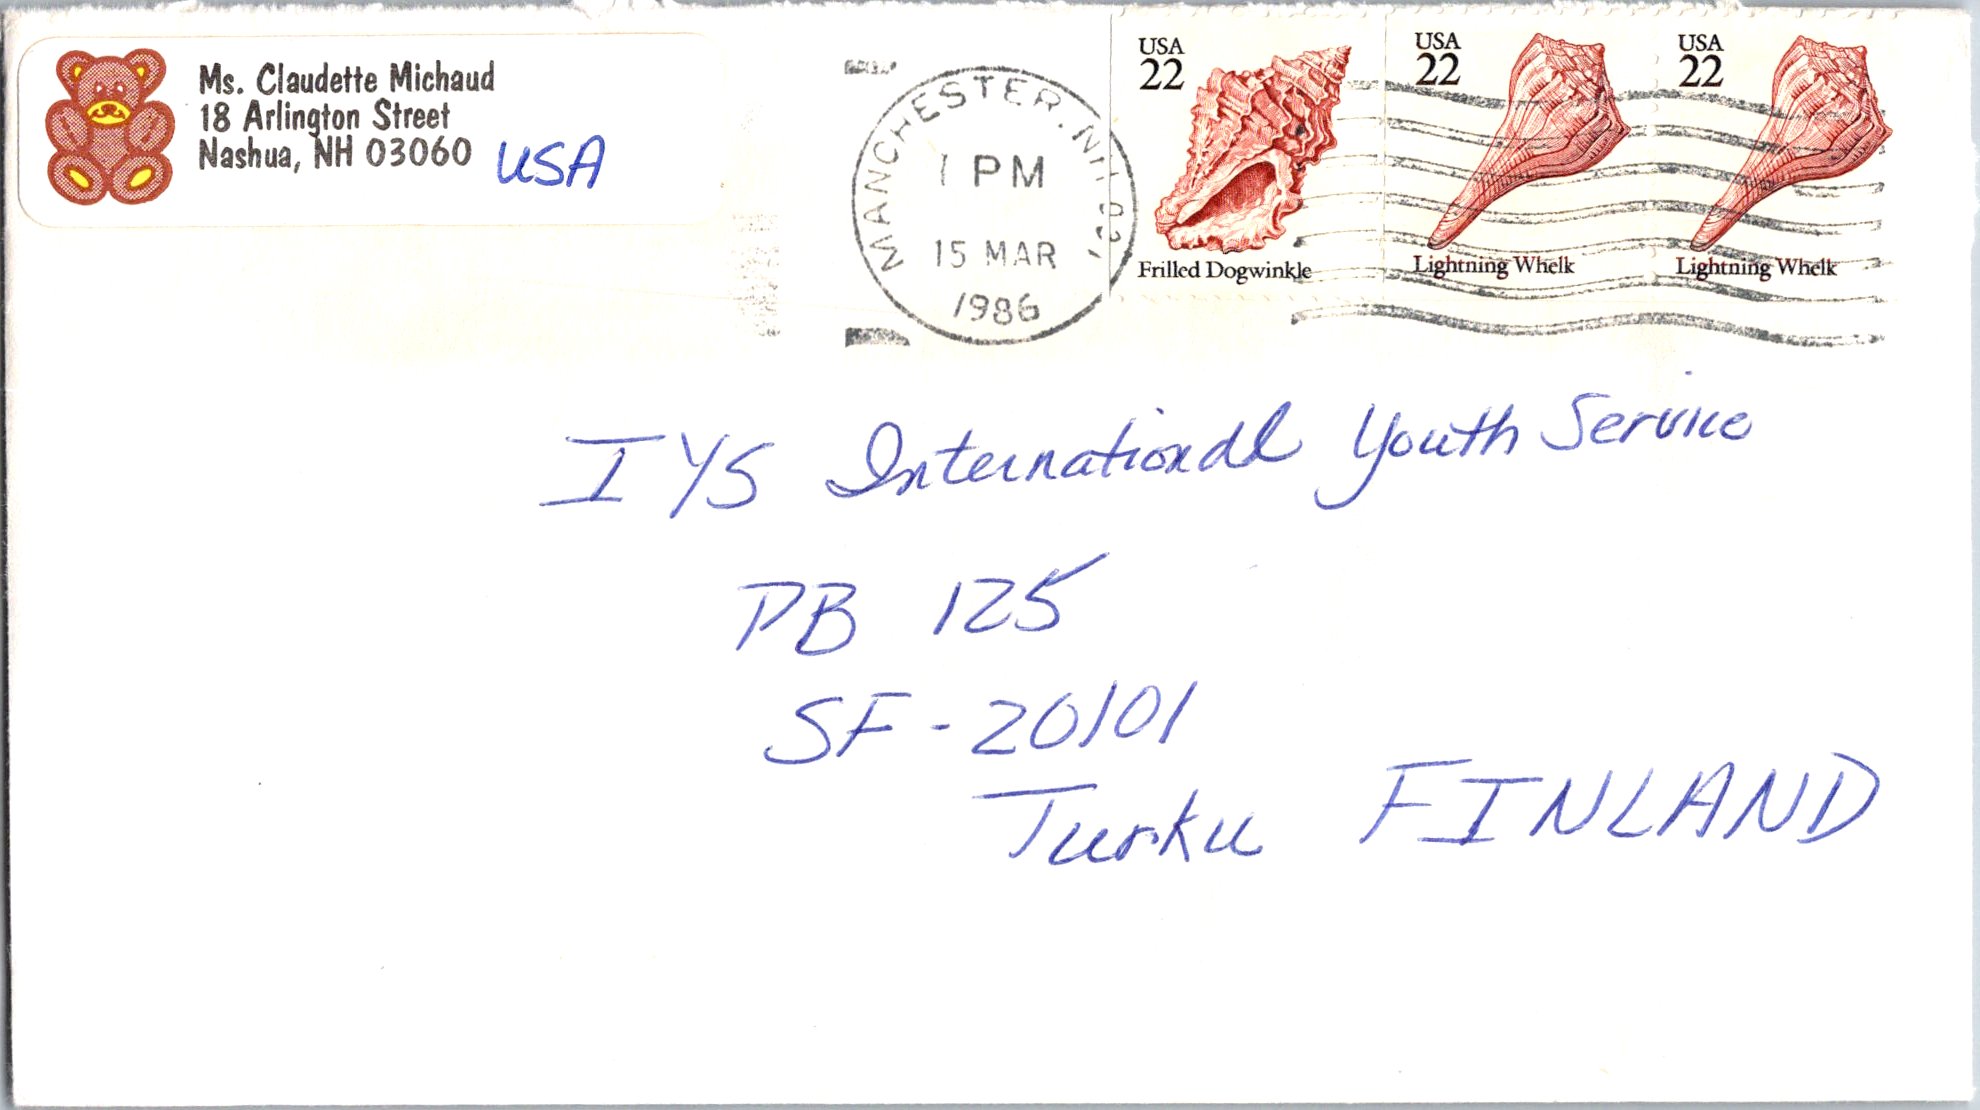 Ms. Claudette Michaud
18 Arlington Street
Nashua, NH 03060 USA
MANCHESTER. NH 031
1 PM
15 MAR
1986
USA
22
Frilled Dogwinkle
USA
22
Lightning Whelk
USA
22
Lightning Whelk
IYS International Youth Service
PB 125
SF-20101
Turku FINLAND